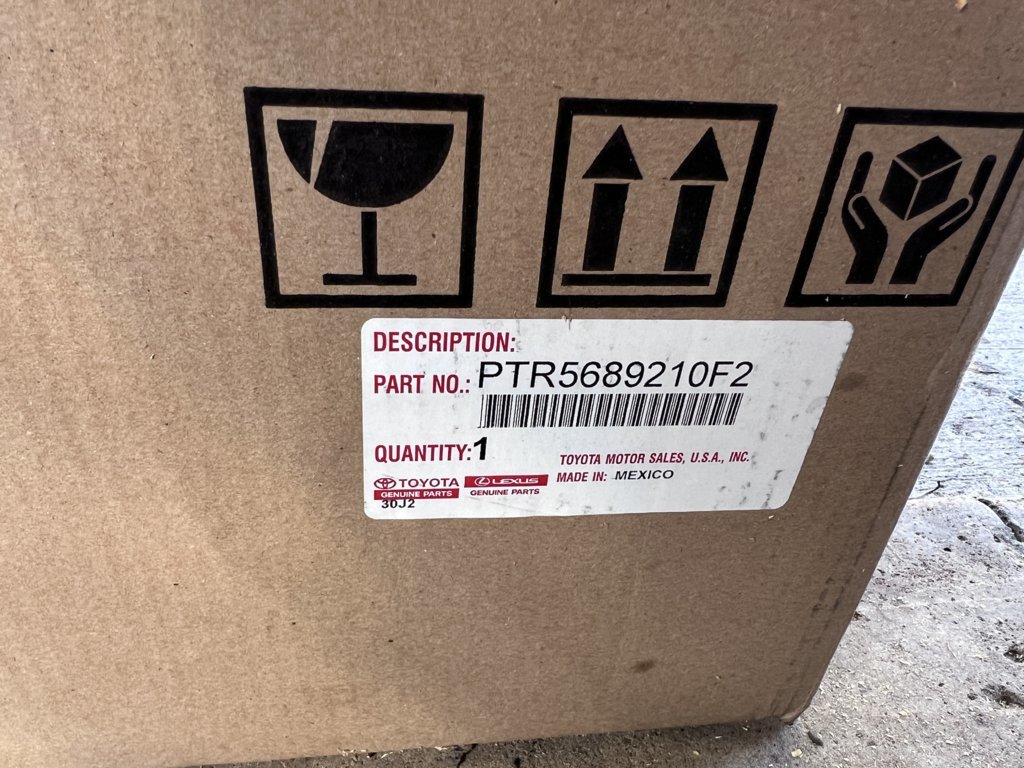 DESCRIPTION:
PART NO.: PTR5689210F2
QUANTITY:1
TOYOTA MOTOR SALES, U.S.A., INC.
MADE IN: MEXICO
TOYOTA
GENUINE PARTS
LEXUS
GENUINE PARTS
30J2